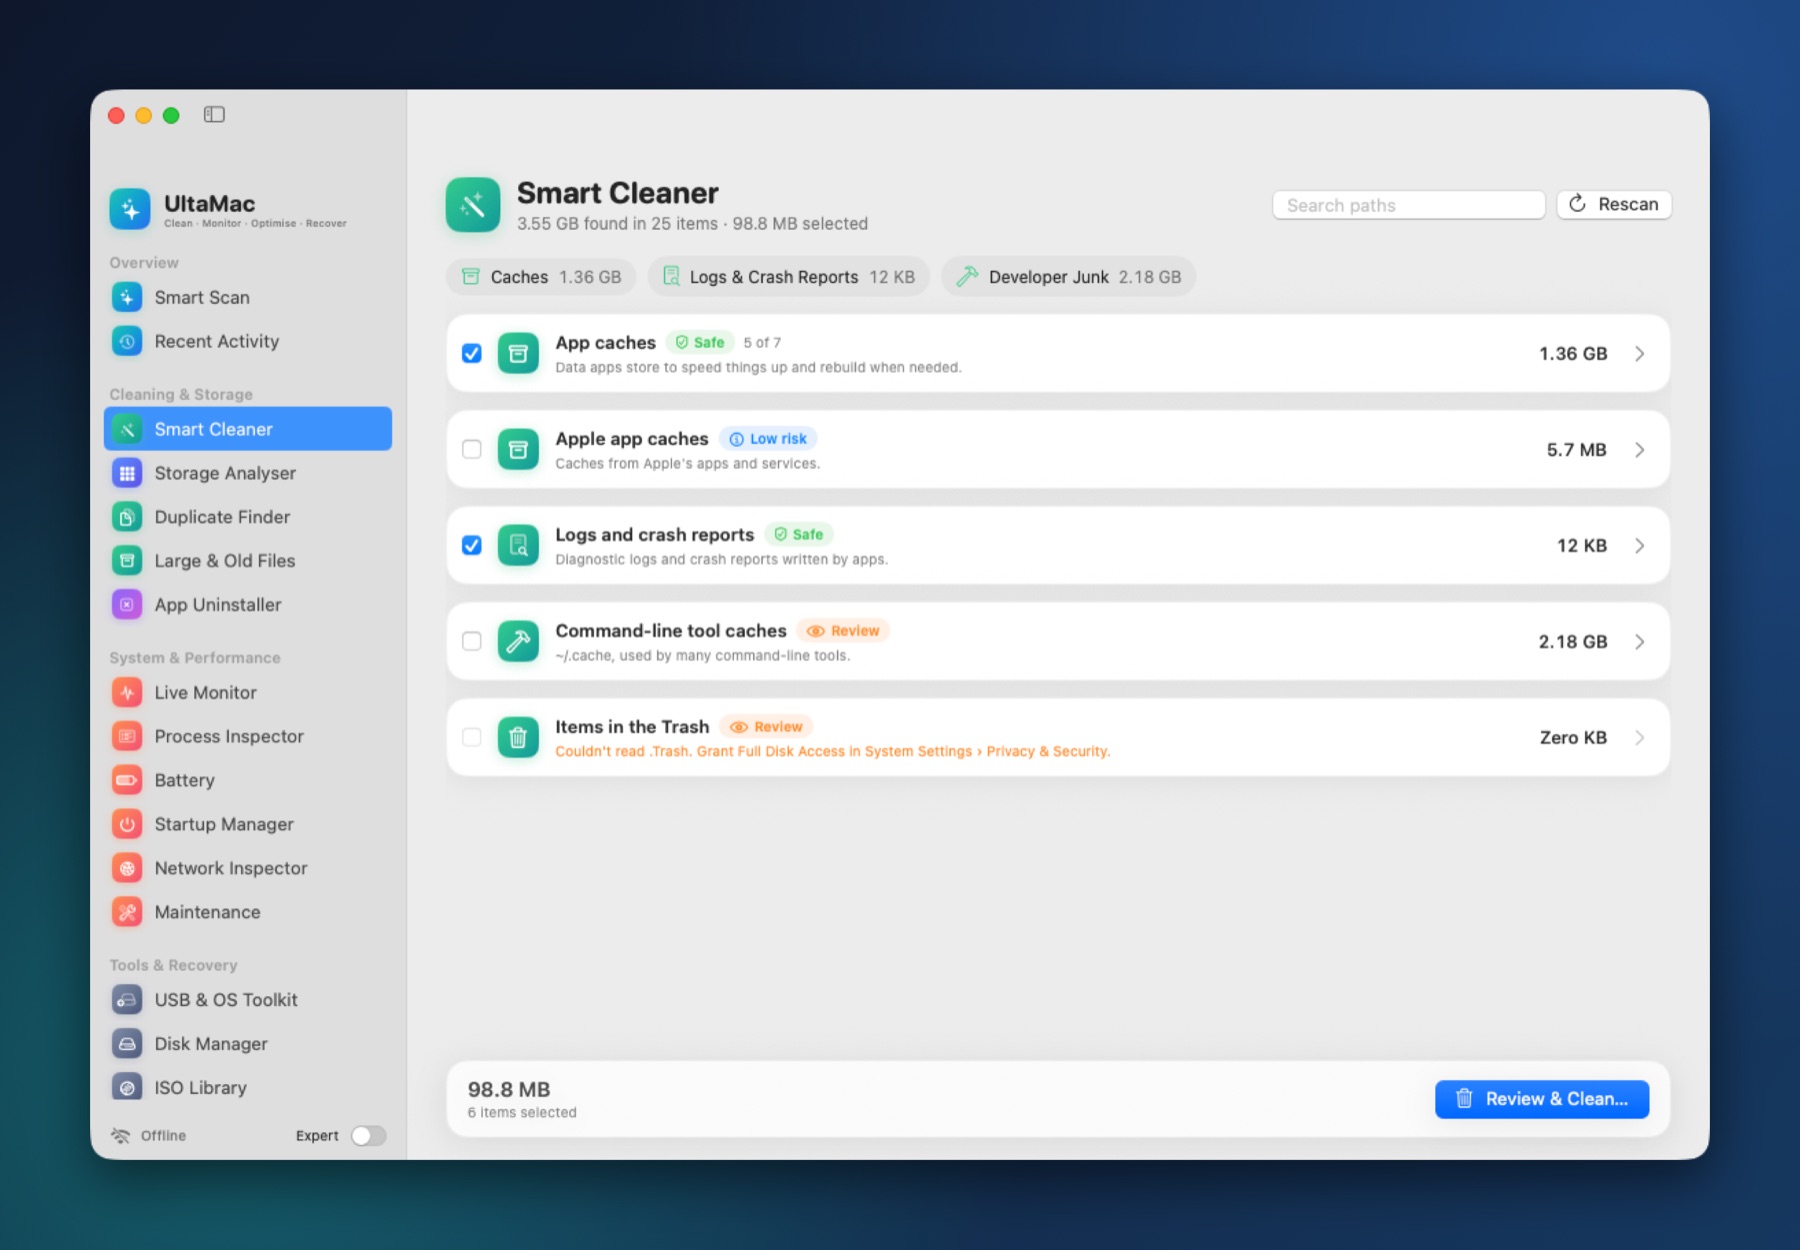 UltaMac
Clean · Monitor · Optimise · Recover
Overview
Smart Scan
Recent Activity
Cleaning & Storage
Smart Cleaner
Storage Analyser
Duplicate Finder
Large & Old Files
App Uninstaller
System & Performance
Live Monitor
Process Inspector
Battery
Startup Manager
Network Inspector
Maintenance
Tools & Recovery
USB & OS Toolkit
Disk Manager
ISO Library
Offline Expert
Smart Cleaner
3.55 GB found in 25 items · 98.8 MB selected
Search paths Rescan
Caches 1.36 GB Logs & Crash Reports 12 KB Developer Junk 2.18 GB
App caches Safe 5 of 7
Data apps store to speed things up and rebuild when needed.
1.36 GB
Apple app caches Low risk
Caches from Apple's apps and services.
5.7 MB
Logs and crash reports Safe
Diagnostic logs and crash reports written by apps.
12 KB
Command-line tool caches Review
~/.cache, used by many command-line tools.
2.18 GB
Items in the Trash Review
Couldn't read .Trash. Grant Full Disk Access in System Settings › Privacy & Security.
Zero KB
98.8 MB
6 items selected
Review & Clean...